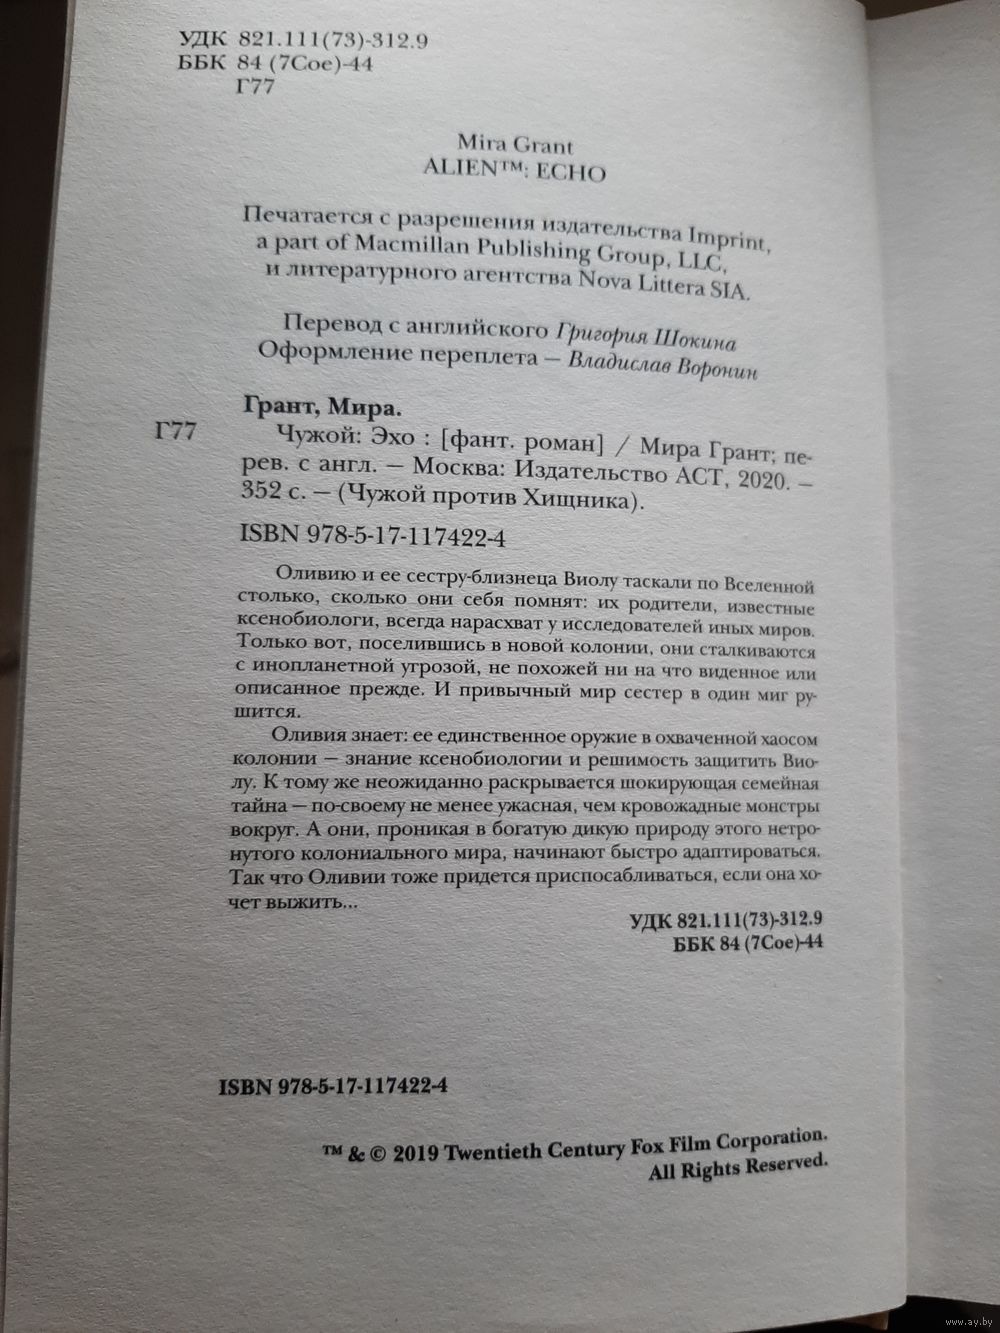 УДК 821.111(73)-312.9
ББК 84 (7Сое)-44
Г77
Mira Grant
ALIEN™: ECHO
Печатается с разрешения издательства Imprint,
a part of Macmillan Publishing Group, LLC,
и литературного агентства Nova Littera SIA.
Перевод с английского Григория Шокина
Оформление переплета — Владислав Воронин
Грант, Мира.
Г77 Чужой: Эхо : [фант. роман] / Мира Грант; пе-
рев. с англ. — Москва: Издательство АСТ, 2020. —
352 с. — (Чужой против Хищника).
ISBN 978-5-17-117422-4
Оливию и ее сестру-близнеца Виолу таскали по Вселенной
столько, сколько они себя помнят: их родители, известные
ксенобиологи, всегда нарасхват у исследователей иных миров.
Только вот, поселившись в новой колонии, они сталкиваются
с инопланетной угрозой, не похожей ни на что виденное или
описанное прежде. И привычный мир сестер в один миг ру-
шится.
Оливия знает: ее единственное оружие в охваченной хаосом
колонии — знание ксенобиологии и решимость защитить Вио-
лу. К тому же неожиданно раскрывается шокирующая семейная
тайна — по-своему не менее ужасная, чем кровожадные монстры
вокруг. А они, проникая в богатую дикую природу этого нетро-
нутого колониального мира, начинают быстро адаптироваться.
Так что Оливии тоже придется приспосабливаться, если она хо-
чет выжить...
УДК 821.111(73)-312.9
ББК 84 (7Сое)-44
ISBN 978-5-17-117422-4
™ & © 2019 Twentieth Century Fox Film Corporation.
All Rights Reserved.
www.ay.by